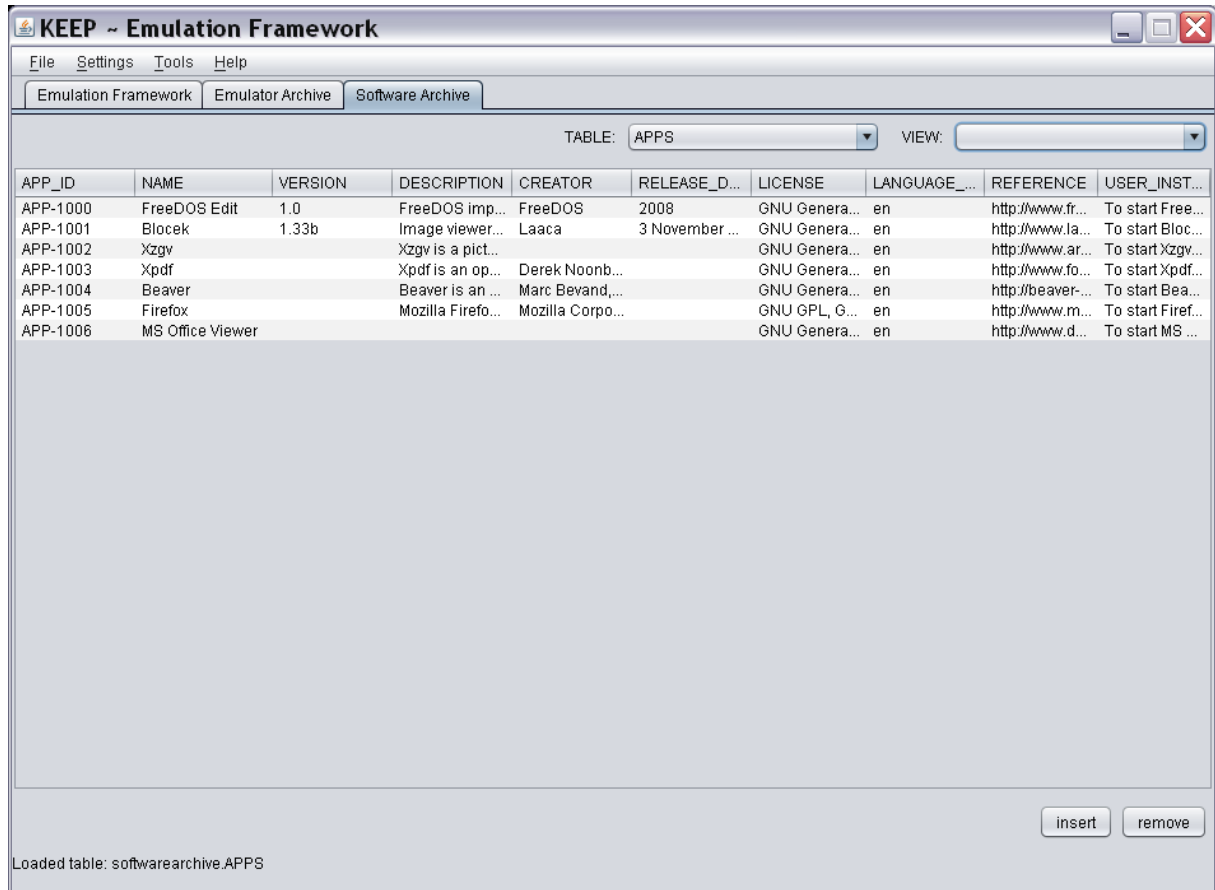 KEEP ~ Emulation Framework
File Settings Tools Help
Emulation Framework Emulator Archive Software Archive
TABLE: APPS VIEW:
APP_ID NAME VERSION DESCRIPTION CREATOR RELEASE_D... LICENSE LANGUAGE_... REFERENCE USER_INST...
APP-1000 FreeDOS Edit 1.0 FreeDOS imp... FreeDOS 2008 GNU Genera... en http://www.fr... To start Free...
APP-1001 Blocek 1.33b Image viewer... Laaca 3 November ... GNU Genera... en http://www.la... To start Bloc...
APP-1002 Xzgv Xzgv is a pict... GNU Genera... en http://www.ar... To start Xzgv...
APP-1003 Xpdf Xpdf is an op... Derek Noonb... GNU Genera... en http://www.fo... To start Xpdf...
APP-1004 Beaver Beaver is an ... Marc Bevand,... GNU Genera... en http://beaver-... To start Bea...
APP-1005 Firefox Mozilla Firefo... Mozilla Corpo... GNU GPL, G... en http://www.m... To start Firef...
APP-1006 MS Office Viewer GNU Genera... en http://www.d... To start MS ...
insert remove
Loaded table: softwarearchive.APPS